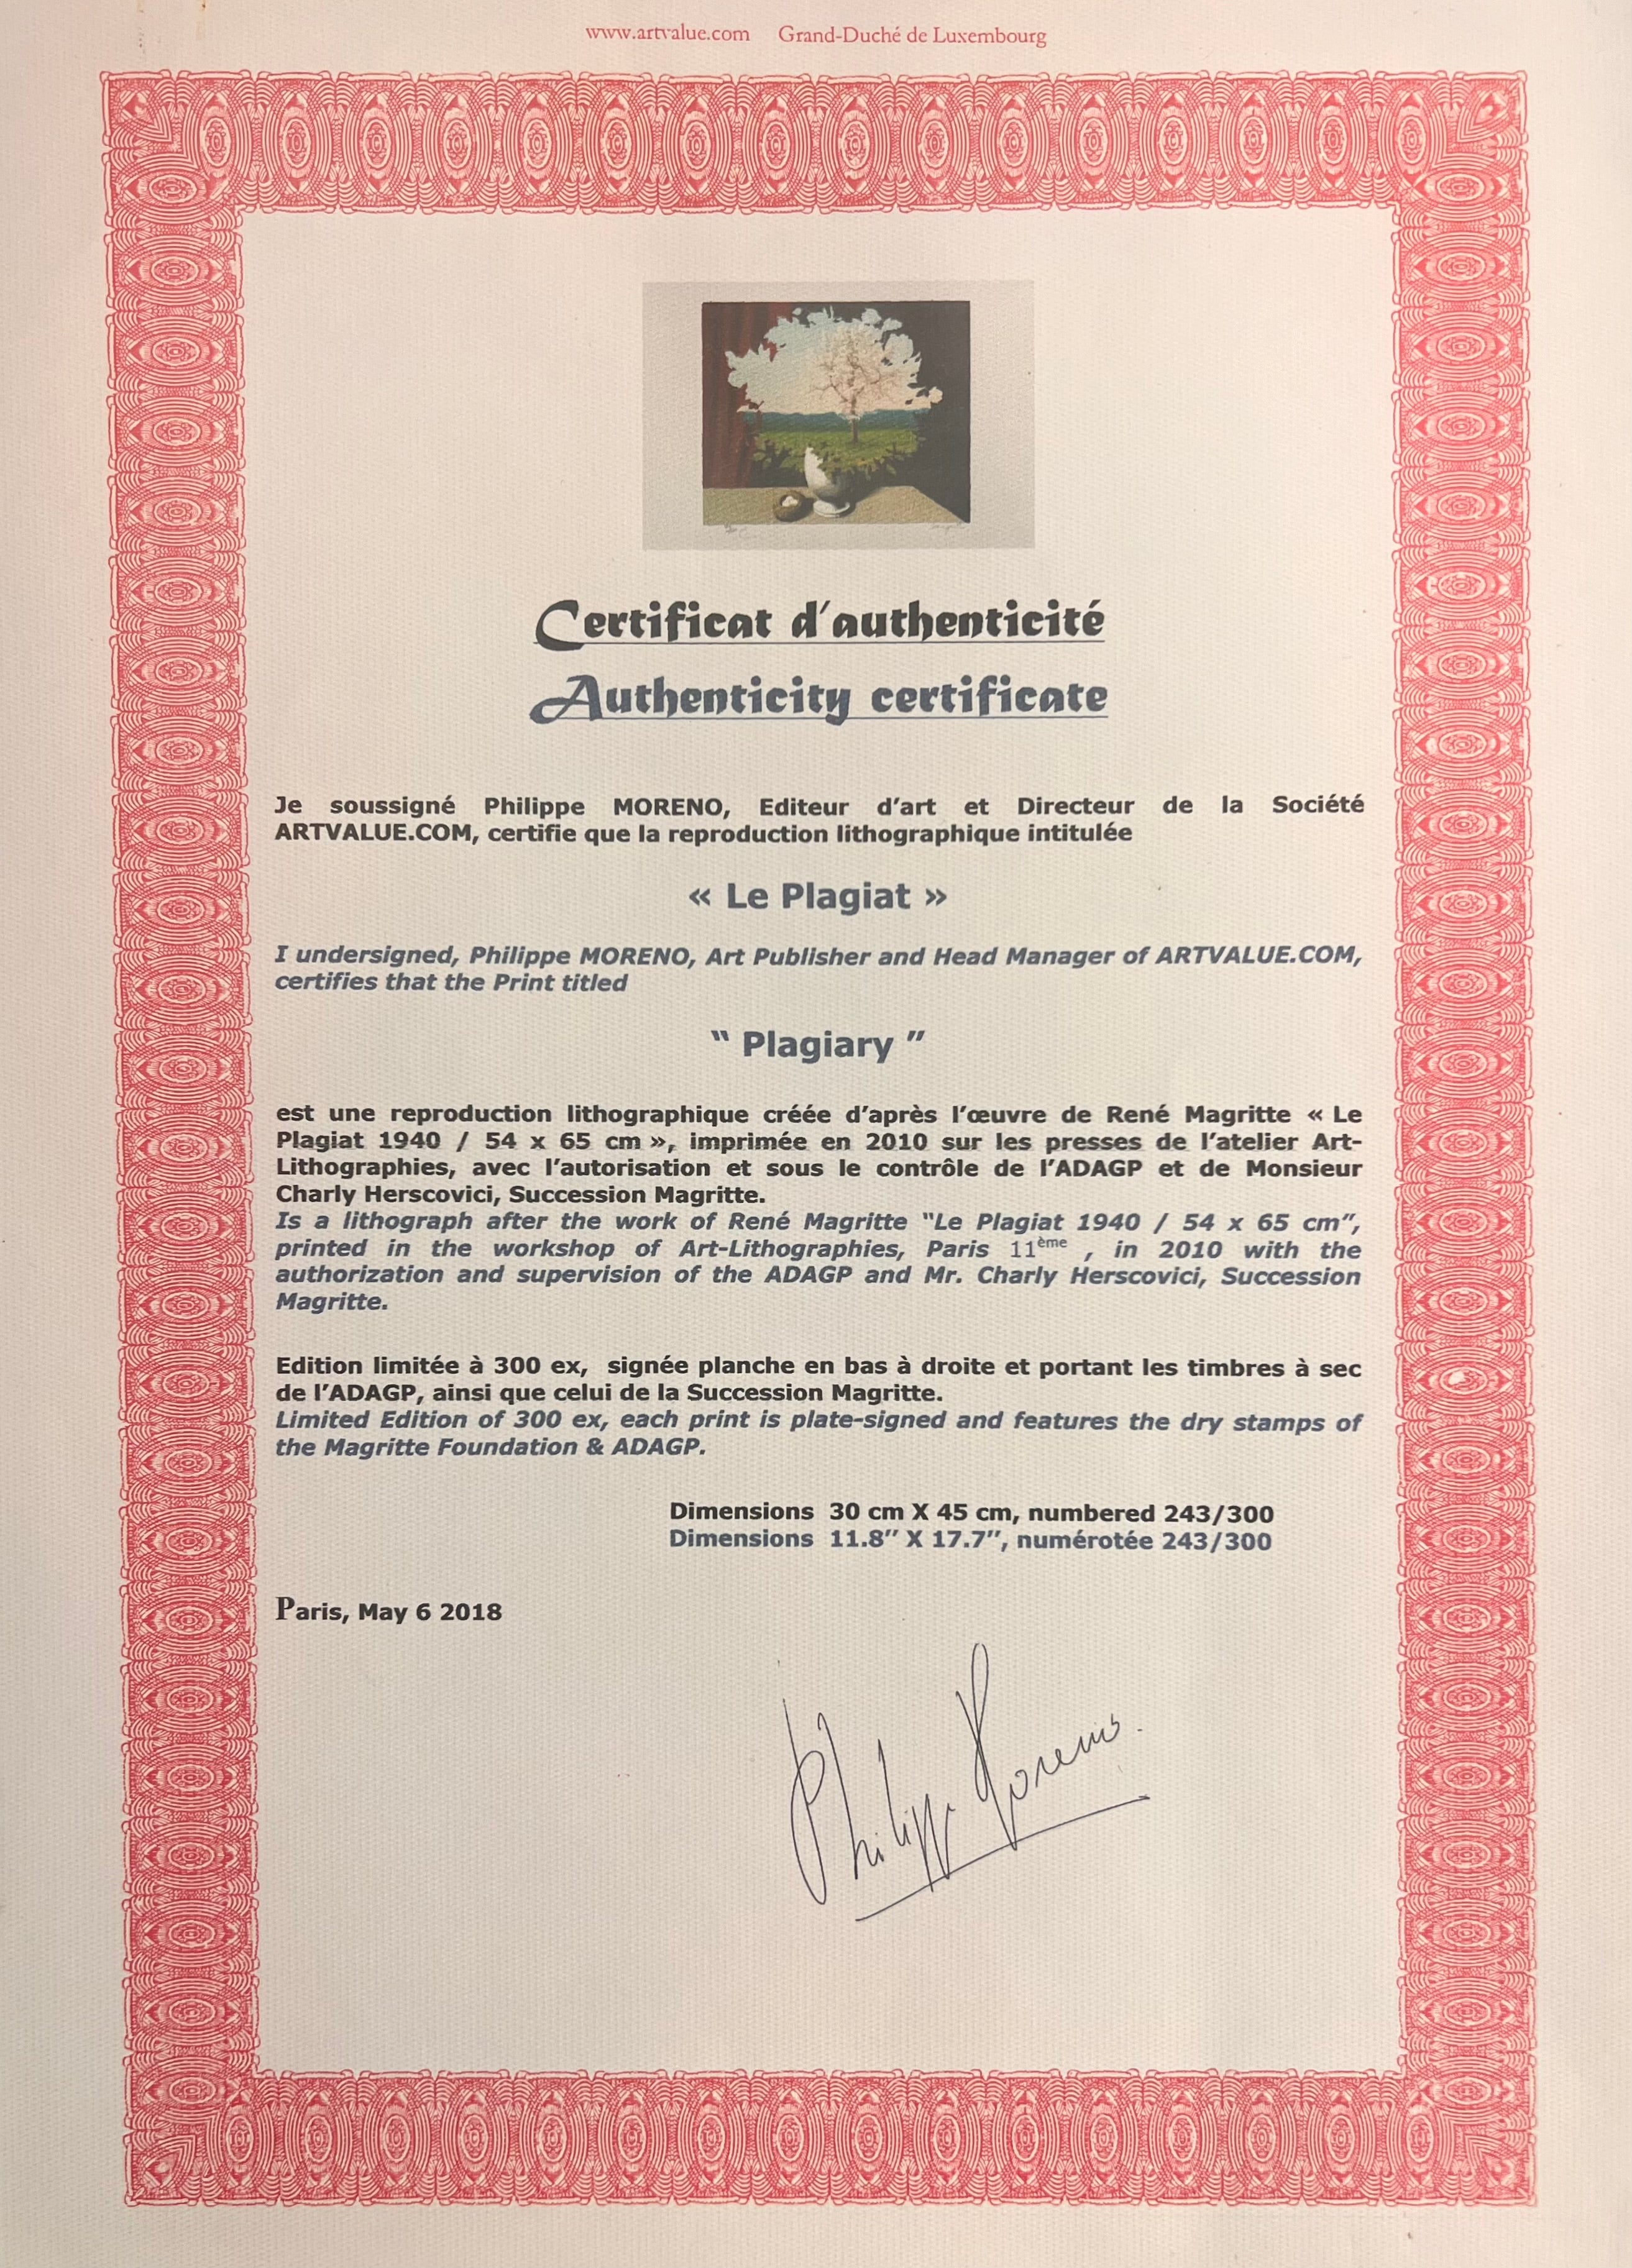 www.artvalue.com Grand-Duché de Luxembourg
Certificat d'authenticité
Authenticity certificate
Je soussigné Philippe MORENO, Editeur d'art et Directeur de la Société
ARTVALUE.COM, certifie que la reproduction lithographique intitulée
« Le Plagiat »
I undersigned, Philippe MORENO, Art Publisher and Head Manager of ARTVALUE.COM,
certifies that the Print titled
“ Plagiary ”
est une reproduction lithographique créée d'après l'œuvre de René Magritte « Le
Plagiat 1940 / 54 x 65 cm », imprimée en 2010 sur les presses de l'atelier Art-
Lithographies, avec l'autorisation et sous le contrôle de l'ADAGP et de Monsieur
Charly Herscovici, Succession Magritte.
Is a lithograph after the work of René Magritte “Le Plagiat 1940 / 54 x 65 cm”,
printed in the workshop of Art-Lithographies, Paris 11ème , in 2010 with the
authorization and supervision of the ADAGP and Mr. Charly Herscovici, Succession
Magritte.
Edition limitée à 300 ex, signée planche en bas à droite et portant les timbres à sec
de l'ADAGP, ainsi que celui de la Succession Magritte.
Limited Edition of 300 ex, each print is plate-signed and features the dry stamps of
the Magritte Foundation & ADAGP.
Dimensions 30 cm X 45 cm, numbered 243/300
Dimensions 11.8” X 17.7”, numérotée 243/300
Paris, May 6 2018
Philippe Moreno.